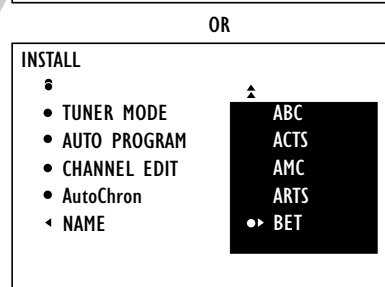 OR
INSTALL
TUNER MODE ABC
AUTO PROGRAM ACTS
CHANNEL EDIT AMC
AutoChron ARTS
NAME BET